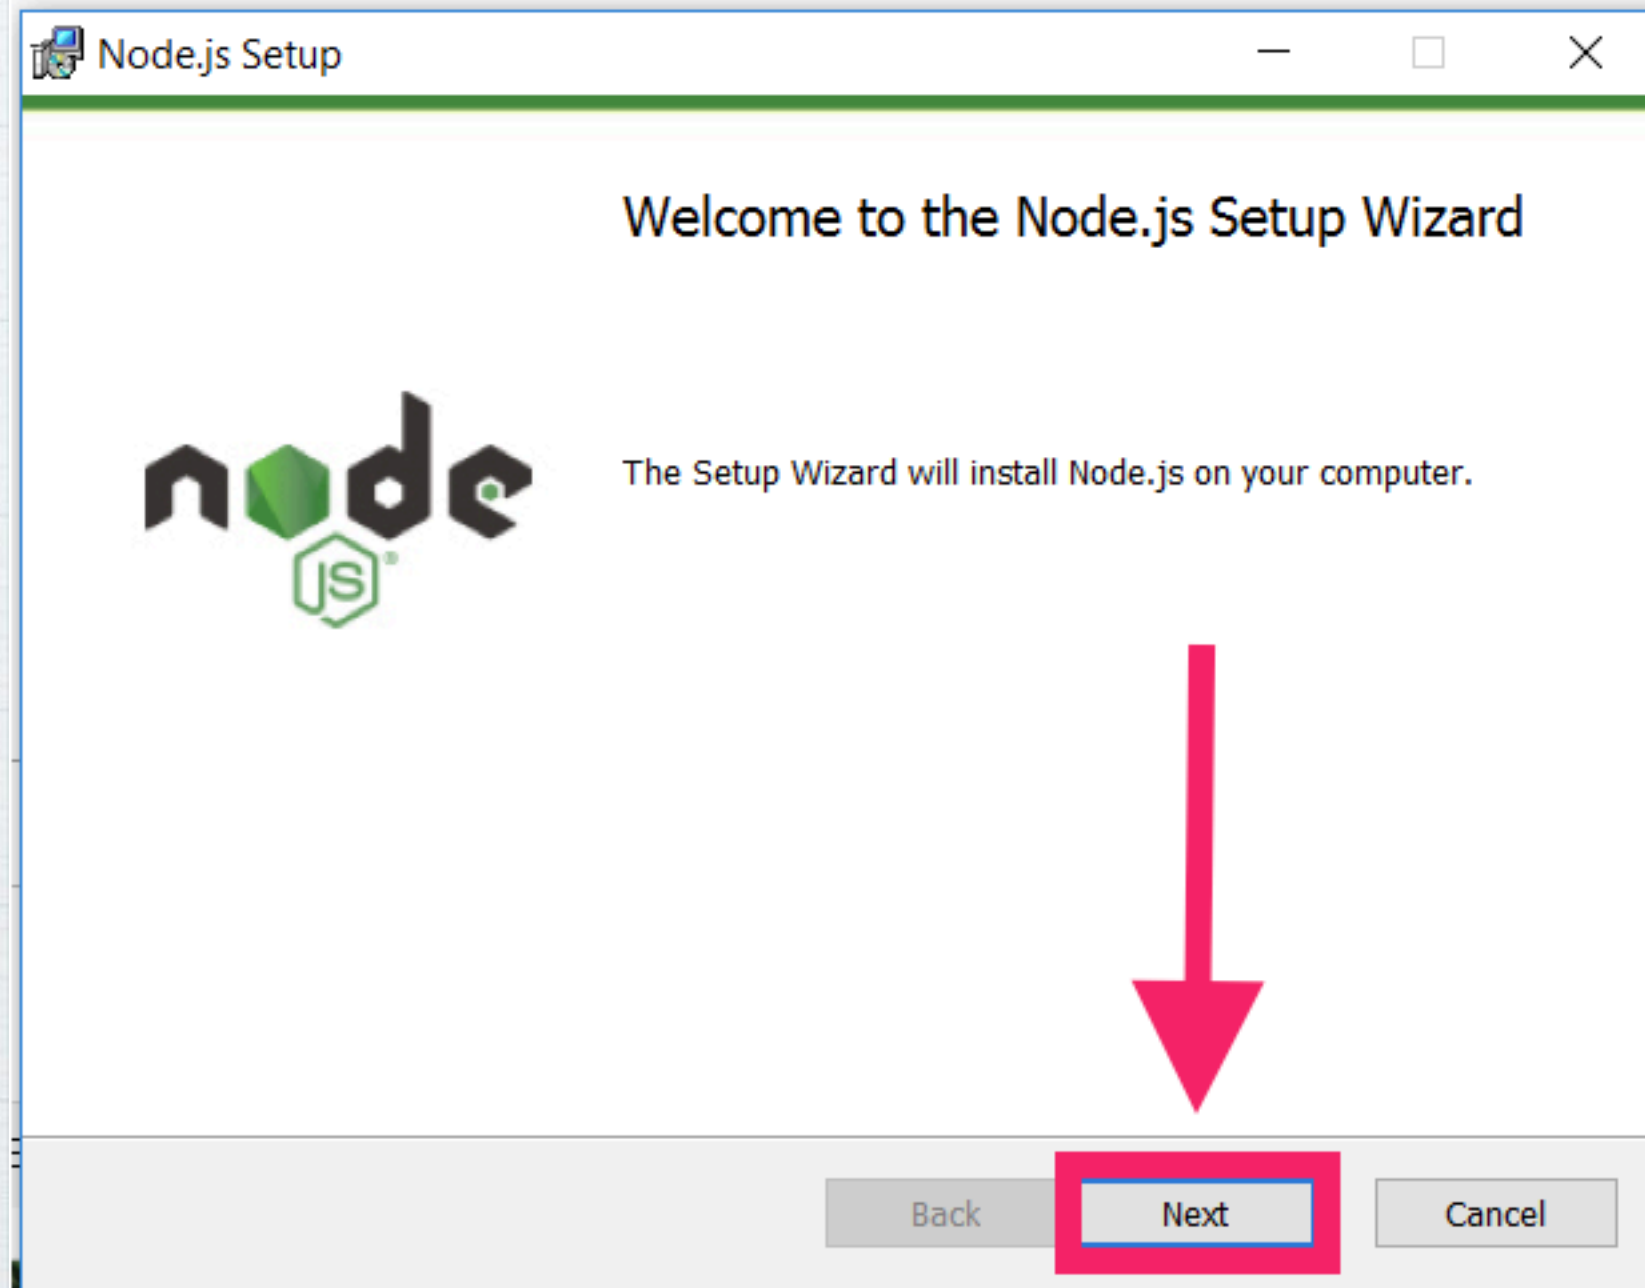 Node.js Setup
Welcome to the Node.js Setup Wizard
The Setup Wizard will install Node.js on your computer.
node
JS®
Back
Next
Cancel